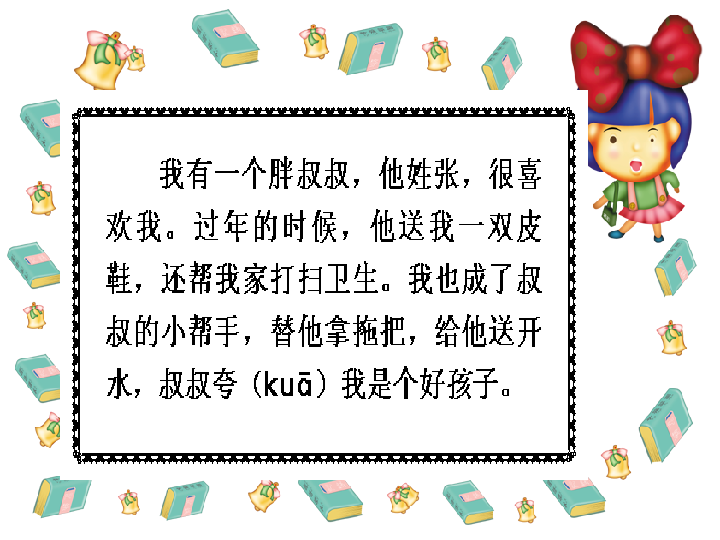 我有一个胖叔叔，他姓张，很喜
欢我。过年的时候，他送我一双皮
鞋，还帮我家打扫卫生。我也成了叔
叔的小帮手，替他拿拖把，给他送开
水，叔叔夸（kuā）我是个好孩子。